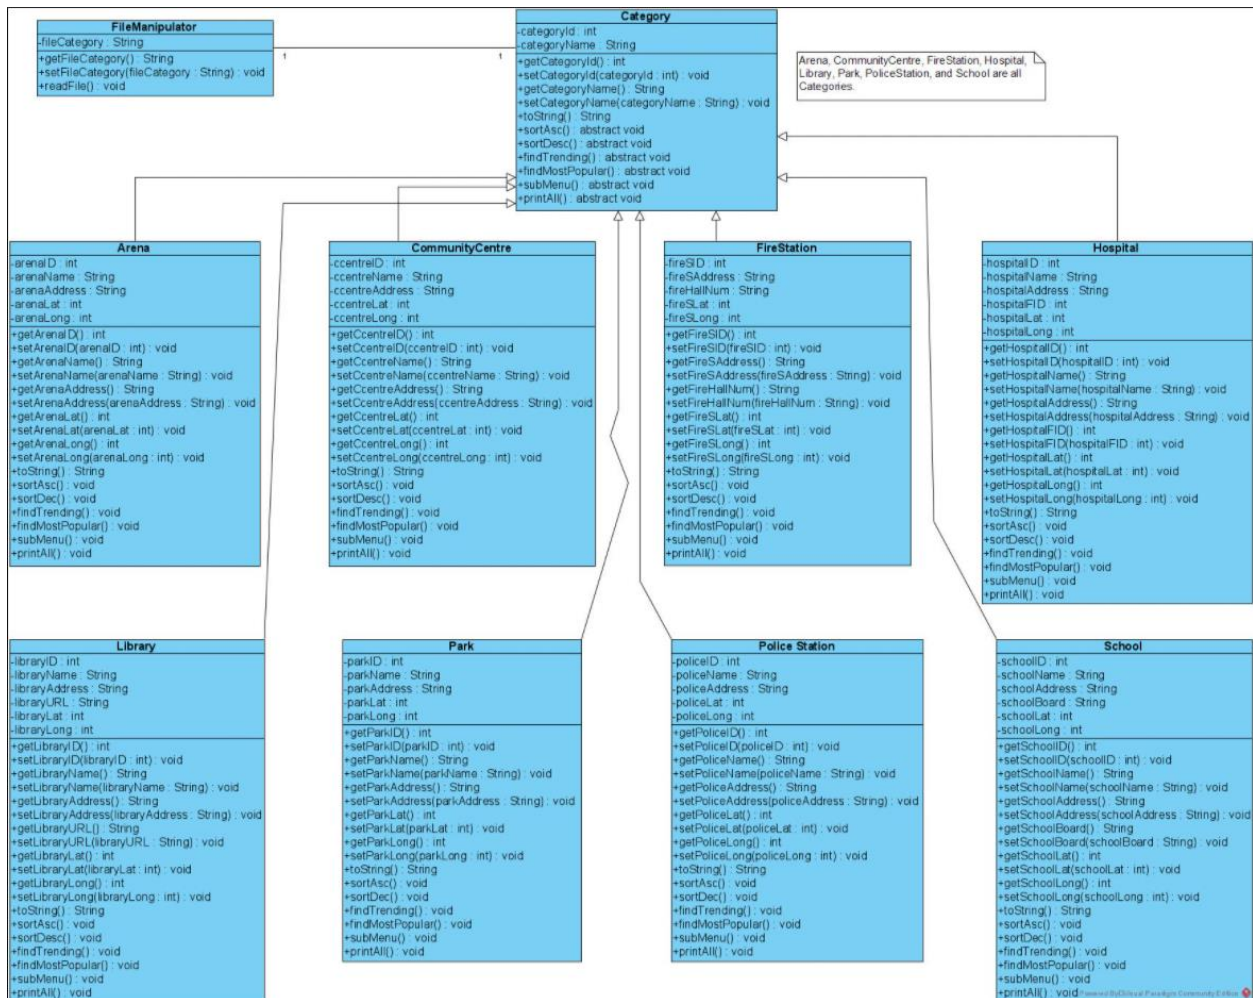 FileManipulator
-fileCategory : String
+getFileCategory() : String
+setFileCategory(fileCategory : String) : void
+readFile() : void
1
1
Category
-categoryId : int
-categoryName : String
+getCategoryId() : int
+setCategoryId(categoryId : int) : void
+getCategoryName() : String
+setCategoryName(categoryName : String) : void
+toString() : String
+sortAsc() : abstract void
+sortDesc() : abstract void
+findTrending() : abstract void
+findMostPopular() : abstract void
+subMenu() : abstract void
+printAll() : abstract void
Arena, CommunityCentre, FireStation, Hospital,
Library, Park, PoliceStation, and School are all
Categories.
Arena
-arenaID : int
-arenaName : String
-arenaAddress : String
-arenaLat : int
-arenaLong : int
+getArenaID() : int
+setArenaID(arenaID : int) : void
+getArenaName() : String
+setArenaName(arenaName : String) : void
+getArenaAddress() : String
+setArenaAddress(arenaAddress : String) : void
+getArenaLat() : int
+setArenaLat(arenaLat : int) : void
+getArenaLong() : int
+setArenaLong(arenaLong : int) : void
+toString() : String
+sortAsc() : void
+sortDec() : void
+findTrending() : void
+findMostPopular() : void
+subMenu() : void
+printAll() : void
CommunityCentre
-ccentreID : int
-ccentreName : String
-ccentreAddress : String
-ccentreLat : int
-ccentreLong : int
+getCcentreID() : int
+setCcentreID(ccentreID : int) : void
+getCcentreName() : String
+setCcentreName(ccentreName : String) : void
+getCcentreAddress() : String
+setCcentreAddress(ccentreAddress : String) : void
+getCcentreLat() : int
+setCcentreLat(ccentreLat : int) : void
+getCcentreLong() : int
+setCcentreLong(ccentreLong : int) : void
+toString() : String
+sortAsc() : void
+sortDesc() : void
+findTrending() : void
+findMostPopular() : void
+subMenu() : void
+printAll() : void
FireStation
-fireSID : int
-fireSAddress : String
-fireHallNum : String
-fireSLat : int
-fireSLong : int
+getFireSID() : int
+setFireSID(fireSID : int) : void
+getFireSAddress() : String
+setFireSAddress(fireSAddress : String) : void
+getFireHallNum() : String
+setFireHallNum(fireHallNum : String) : void
+getFireSLat() : int
+setFireSLat(fireSLat : int) : void
+getFireSLong() : int
+setFireSLong(fireSLong : int) : void
+toString() : String
+sortAsc() : void
+sortDesc() : void
+findTrending() : void
+findMostPopular() : void
+subMenu() : void
+printAll() : void
Hospital
-hospitalID : int
-hospitalName : String
-hospitalAddress : String
-hospitalFID : int
-hospitalLat : int
-hospitalLong : int
+getHospitalID() : int
+setHospitalID(hospitalID : int) : void
+getHospitalName() : String
+setHospitalName(hospitalName : String) : void
+getHospitalAddress() : String
+setHospitalAddress(hospitalAddress : String) : void
+getHospitalFID() : int
+setHospitalFID(hospitalFID : int) : void
+getHospitalLat() : int
+setHospitalLat(hospitalLat : int) : void
+getHospitalLong() : int
+setHospitalLong(hospitalLong : int) : void
+toString() : String
+sortAsc() : void
+sortDesc() : void
+findTrending() : void
+findMostPopular() : void
+subMenu() : void
+printAll() : void
Library
-libraryID : int
-libraryName : String
-libraryAddress : String
-libraryURL : String
-libraryLat : int
-libraryLong : int
+getLibraryID() : int
+setLibraryID(libraryID : int) : void
+getLibraryName() : String
+setLibraryName(libraryName : String) : void
+getLibraryAddress() : String
+setLibraryAddress(libraryAddress : String) : void
+getLibraryURL() : String
+setLibraryURL(libraryURL : String) : void
+getLibraryLat() : int
+setLibraryLat(libraryLat : int) : void
+getLibraryLong() : int
+setLibraryLong(libraryLong : int) : void
+toString() : String
+sortAsc() : void
+sortDesc() : void
+findTrending() : void
+findMostPopular() : void
+subMenu() : void
+printAll() : void
Park
-parkID : int
-parkName : String
-parkAddress : String
-parkLat : int
-parkLong : int
+getParkID() : int
+setParkID(parkID : int) : void
+getParkName() : String
+setParkName(parkName : String) : void
+getParkAddress() : String
+setParkAddress(parkAddress : String) : void
+getParkLat() : int
+setParkLat(parkLat : int) : void
+getParkLong() : int
+setParkLong(parkLong : int) : void
+toString() : String
+sortAsc() : void
+sortDec() : void
+findTrending() : void
+findMostPopular() : void
+subMenu() : void
+printAll() : void
Police Station
-policeID : int
-policeName : String
-policeAddress : String
-policeLat : int
-policeLong : int
+getPoliceID() : int
+setPoliceID(policeID : int) : void
+getPoliceName() : String
+setPoliceName(policeName : String) : void
+getPoliceAddress() : String
+setPoliceAddress(policeAddress : String) : void
+getPoliceLat() : int
+setPoliceLat(policeLat : int) : void
+getPoliceLong() : int
+setPoliceLong(policeLong : int) : void
+toString() : String
+sortAsc() : void
+sortDec() : void
+findTrending() : void
+findMostPopular() : void
+subMenu() : void
+printAll() : void
School
-schoolID : int
-schoolName : String
-schoolAddress : String
-schoolBoard : String
-schoolLat : int
-schoolLong : int
+getSchoolID() : int
+setSchoolID(schoolID : int) : void
+getSchoolName() : String
+setSchoolName(schoolName : String) : void
+getSchoolAddress() : String
+setSchoolAddress(schoolAddress : String) : void
+getSchoolBoard() : String
+setSchoolBoard(schoolBoard : String) : void
+getSchoolLat() : int
+setSchoolLat(schoolLat : int) : void
+getSchoolLong() : int
+setSchoolLong(schoolLong : int) : void
+toString() : String
+sortAsc() : void
+sortDec() : void
+findTrending() : void
+findMostPopular() : void
+subMenu() : void
+printAll() : void
Powered By Visual Paradigm Community Edition